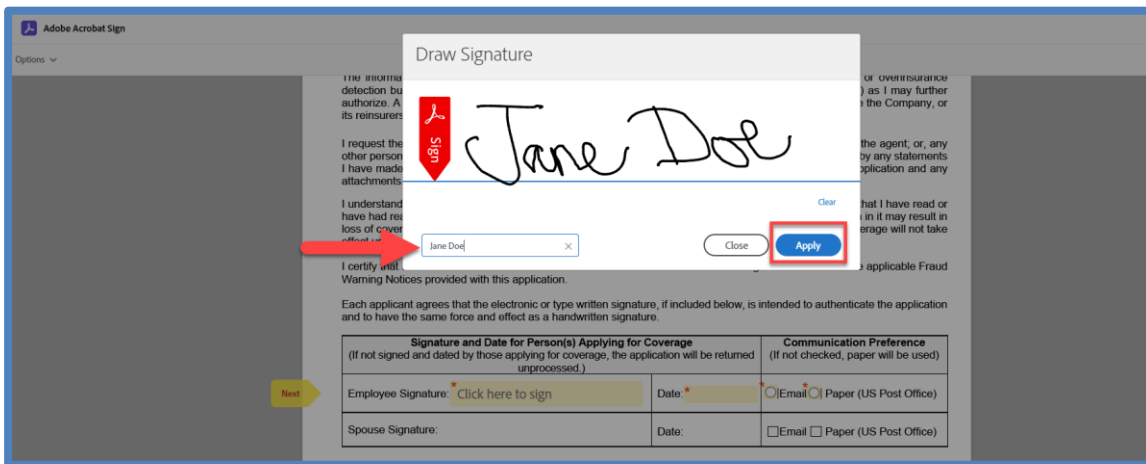 Adobe Acrobat Sign
Options
Draw Signature
The informa
or overinsurance
detection bu
) as I may further
authorize. A
the Company, or
its reinsurers
Sign
Jane Doe
I request the
the agent; or, any
other person
by any statements
I have made
plication and any
attachments
Clear
I understand
that I have read or
have had rea
in it may result in
loss of cover
erage will not take
Jane Doe
Close
Apply
I certify that
e applicable Fraud
Warning Notices provided with this application.
Each applicant agrees that the electronic or type written signature, if included below, is intended to authenticate the application
and to have the same force and effect as a handwritten signature.
Signature and Date for Person(s) Applying for Coverage
(If not signed and dated by those applying for coverage, the application will be returned
unprocessed.)
Communication Preference
(If not checked, paper will be used)
Next
Employee Signature: * Click here to sign
Date: *
* Email * Paper (US Post Office)
Spouse Signature:
Date:
Email Paper (US Post Office)